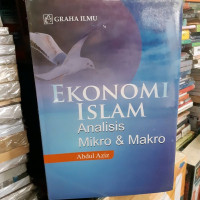 GRAHA ILMU
EKONOMI
ISLAM
Analisis
Mikro & Makro
Abdul Aziz